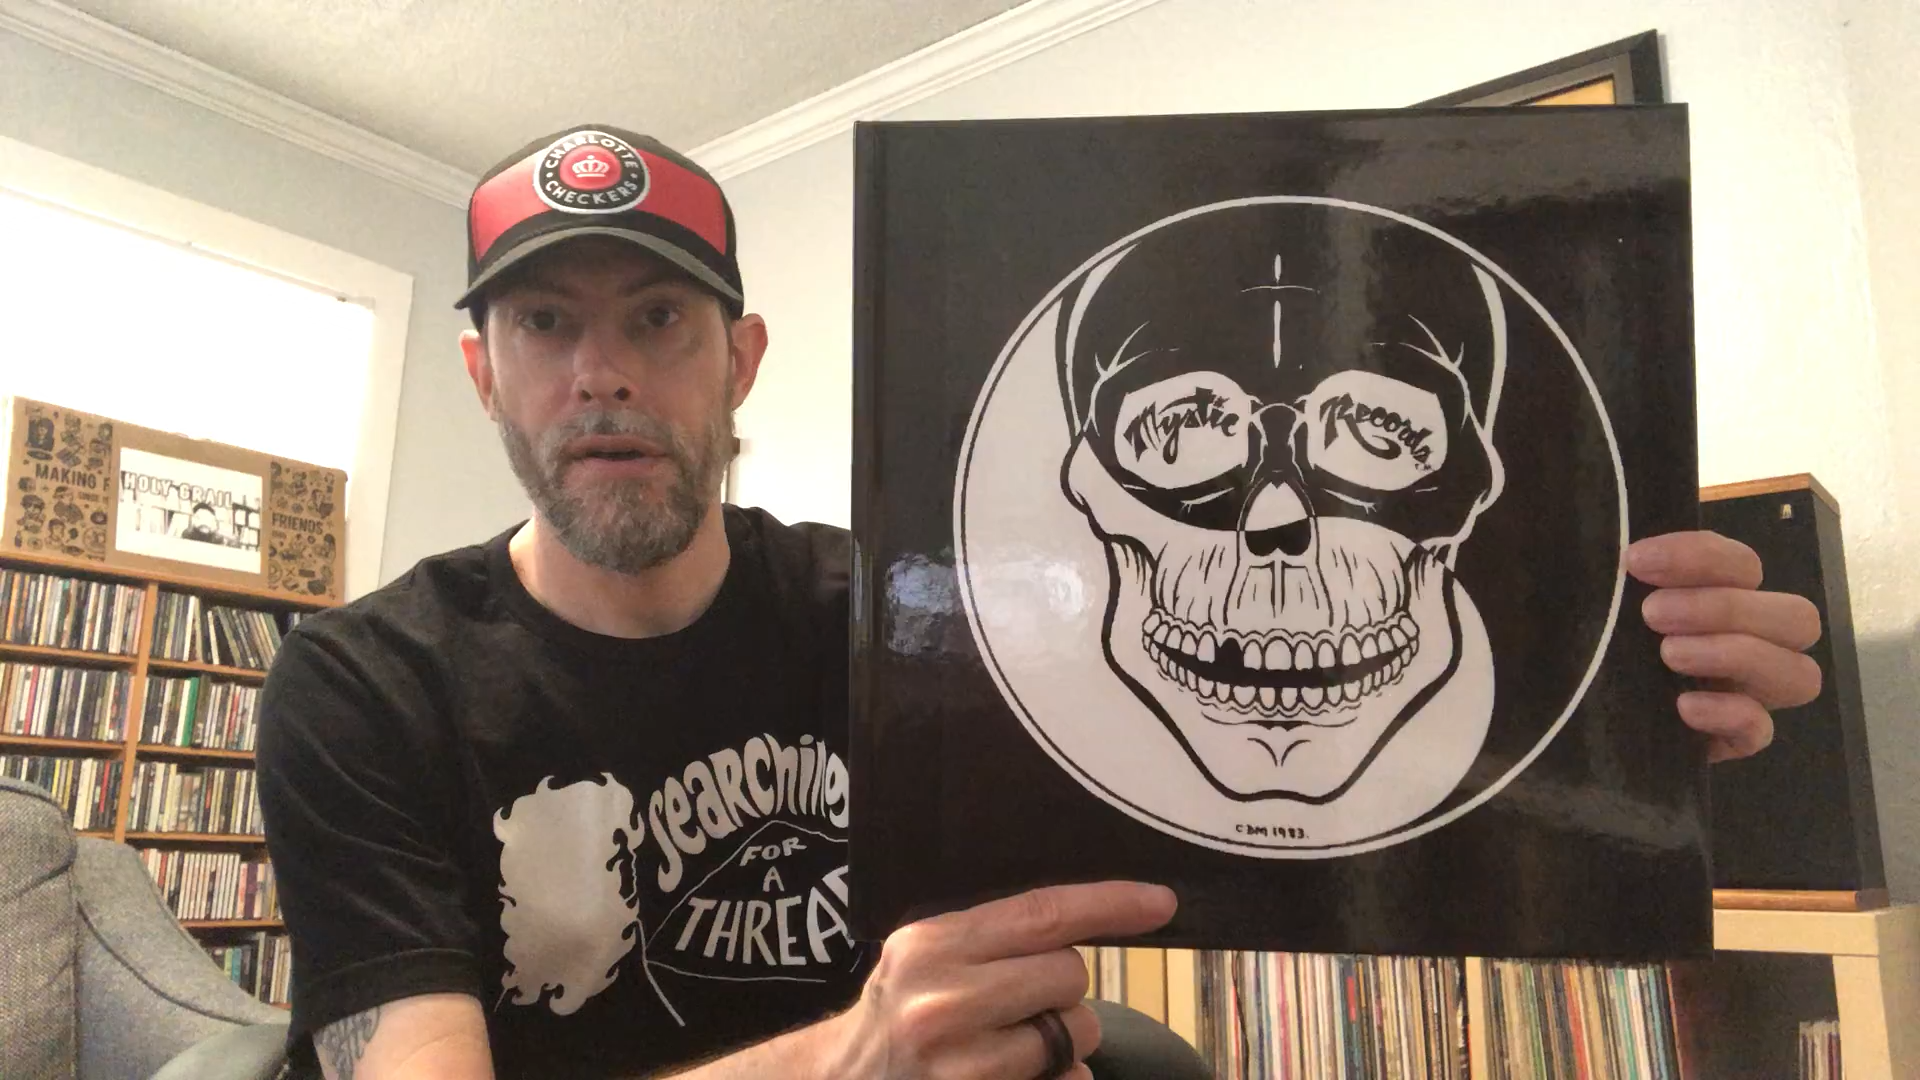 CHARLOTTE
CHECKERS
Mystic Records
MAKING F
HOLY GRAIL
FRIENDS
searching
FOR
A
THREA
CBM 1983.